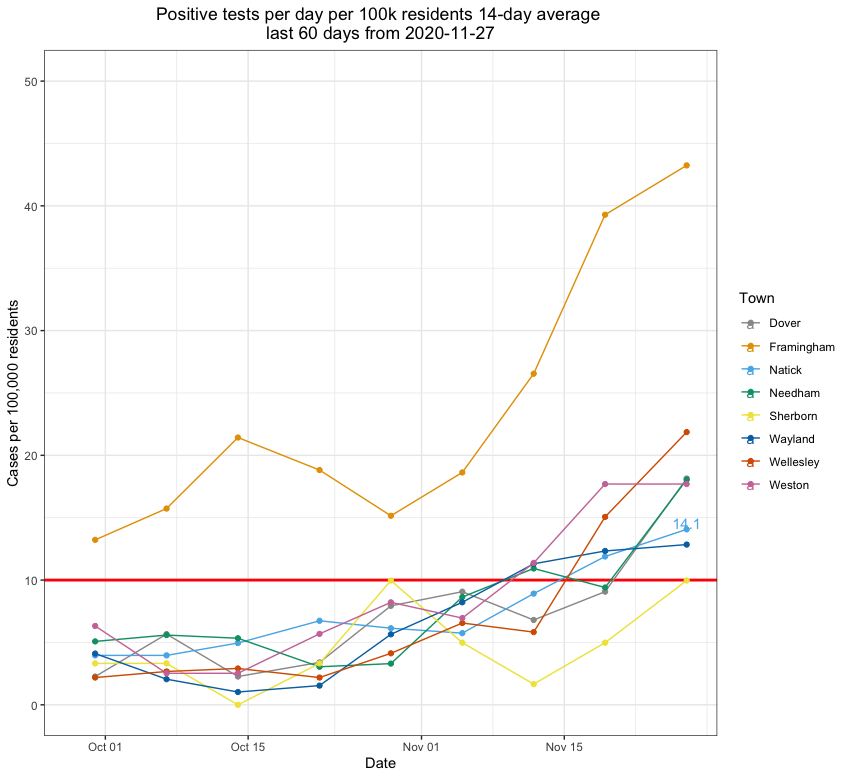 Positive tests per day per 100k residents 14-day average
last 60 days from 2020-11-27
Cases per 100,000 residents
50
40
30
20
10
0
14.1
Oct 01
Oct 15
Nov 01
Nov 15
Date
Town
a Dover
a Framingham
a Natick
a Needham
a Sherborn
a Wayland
a Wellesley
a Weston